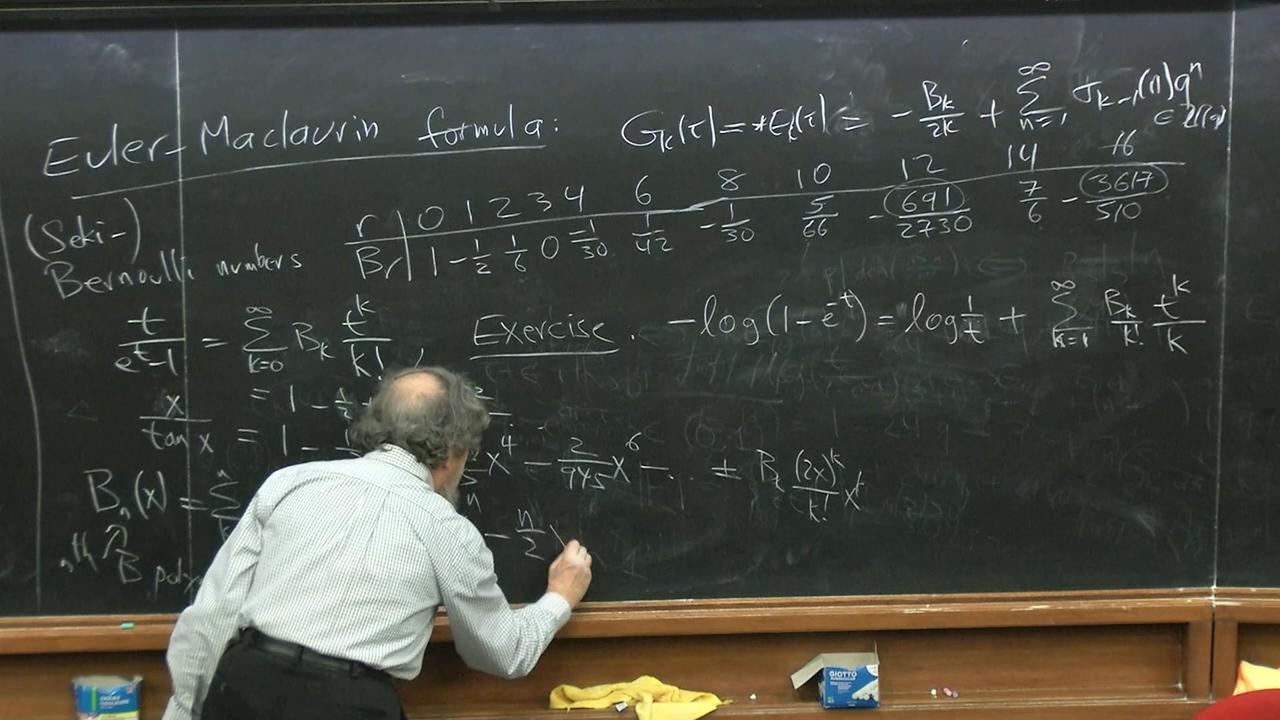 Euler-Maclaurin formula: G_k(τ) = *E_k(τ) = - B_k/2k + ∑_{n=1}^{∞} σ_{k-1}(n) q^n
r | 0 1 2 3 4 6 8 10 12 14 16
(Seki-)
Bernoulli numbers B_r | 1 -1/2 1/6 0 -1/30 1/42 -1/30 5/66 -691/2730 7/6 -3617/510
t/(e^t-1) = ∑_{k=0}^{∞} B_k t^k/k!, Exercise. -log(1-e^{-t}) = log 1/t + ∑_{k=1}^{∞} B_k/k! t^k/k
= 1 -
x/tan x = 1 - x^4 - 2/945 x^6 - ... ± B_k (2x)^k/k! x^k
B_n(x) = ∑ - n/2 x
nth B
GIOTTO